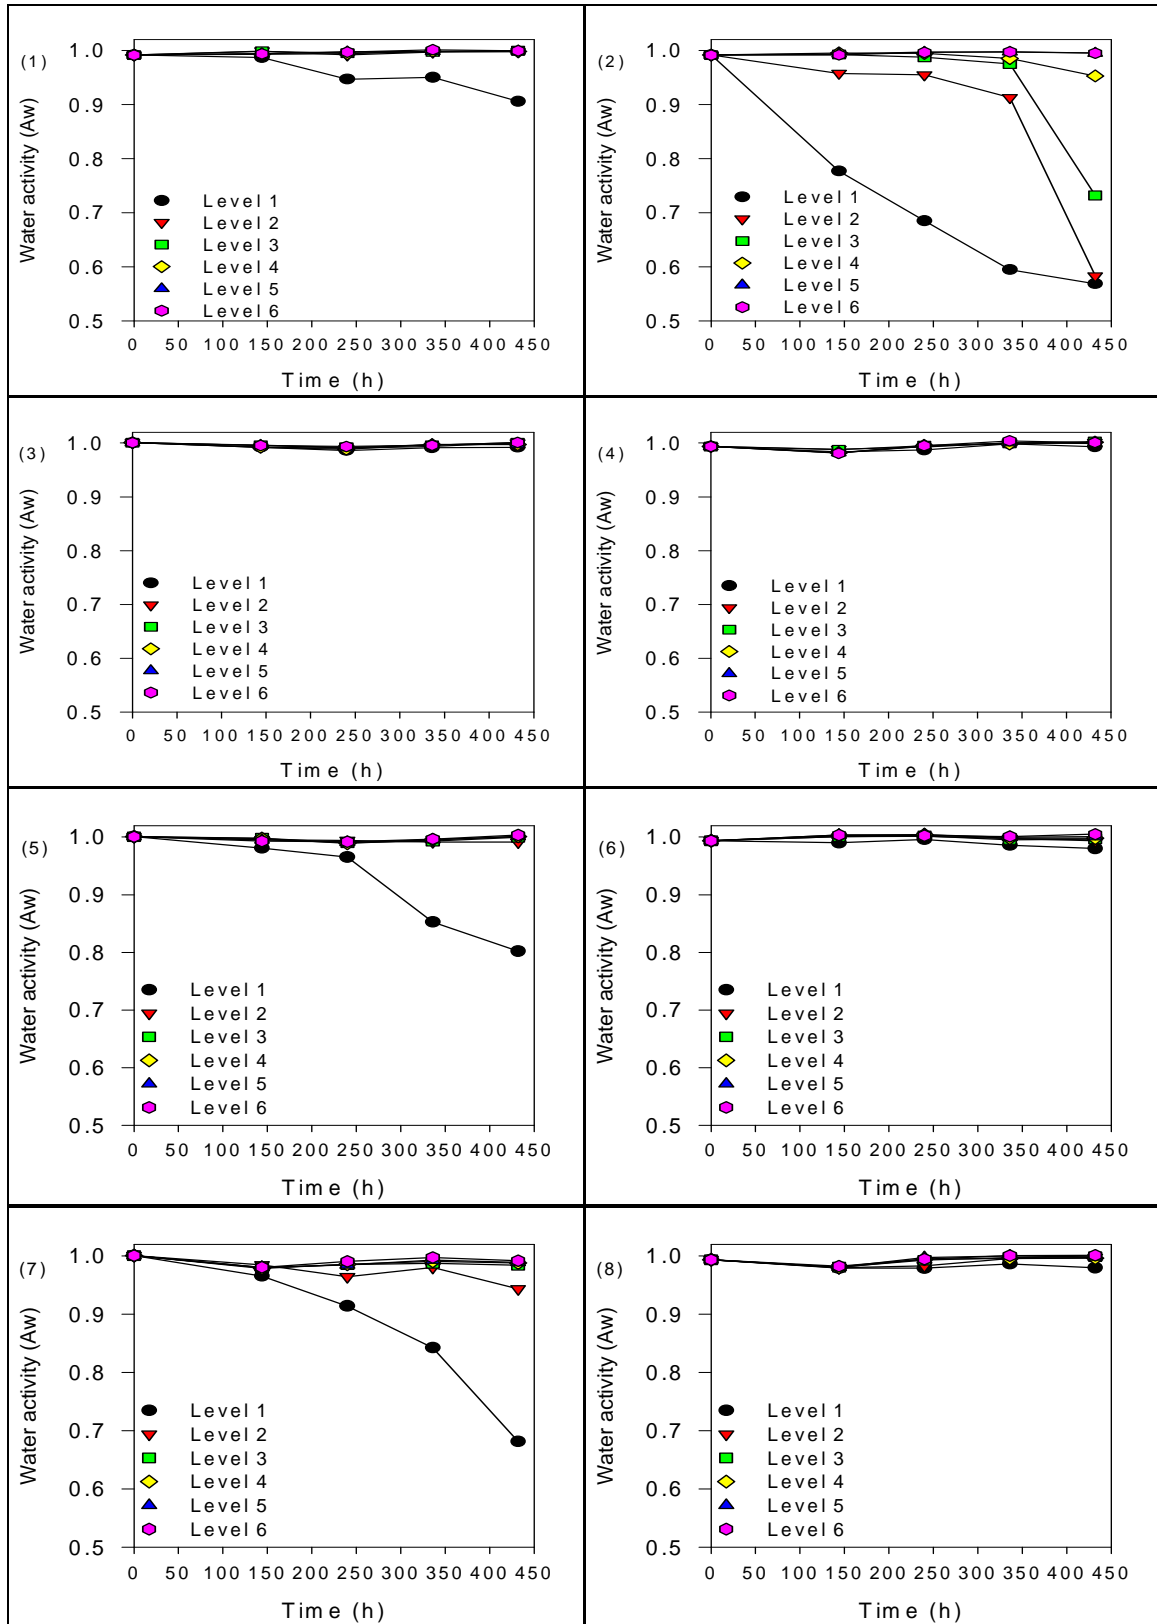 (1)
Water activity (Aw)
1.0
0.9
0.8
0.7
0.6
0.5
Level 1
Level 2
Level 3
Level 4
Level 5
Level 6
0 50 100 150 200 250 300 350 400 450
Time (h)
(2)
Water activity (Aw)
1.0
0.9
0.8
0.7
0.6
0.5
Level 1
Level 2
Level 3
Level 4
Level 5
Level 6
0 50 100 150 200 250 300 350 400 450
Time (h)
(3)
Water activity (Aw)
1.0
0.9
0.8
0.7
0.6
0.5
Level 1
Level 2
Level 3
Level 4
Level 5
Level 6
0 50 100 150 200 250 300 350 400 450
Time (h)
(4)
Water activity (Aw)
1.0
0.9
0.8
0.7
0.6
0.5
Level 1
Level 2
Level 3
Level 4
Level 5
Level 6
0 50 100 150 200 250 300 350 400 450
Time (h)
(5)
Water activity (Aw)
1.0
0.9
0.8
0.7
0.6
0.5
Level 1
Level 2
Level 3
Level 4
Level 5
Level 6
0 50 100 150 200 250 300 350 400 450
Time (h)
(6)
Water activity (Aw)
1.0
0.9
0.8
0.7
0.6
0.5
Level 1
Level 2
Level 3
Level 4
Level 5
Level 6
0 50 100 150 200 250 300 350 400 450
Time (h)
(7)
Water activity (Aw)
1.0
0.9
0.8
0.7
0.6
0.5
Level 1
Level 2
Level 3
Level 4
Level 5
Level 6
0 50 100 150 200 250 300 350 400 450
Time (h)
(8)
Water activity (Aw)
1.0
0.9
0.8
0.7
0.6
0.5
Level 1
Level 2
Level 3
Level 4
Level 5
Level 6
0 50 100 150 200 250 300 350 400 450
Time (h)